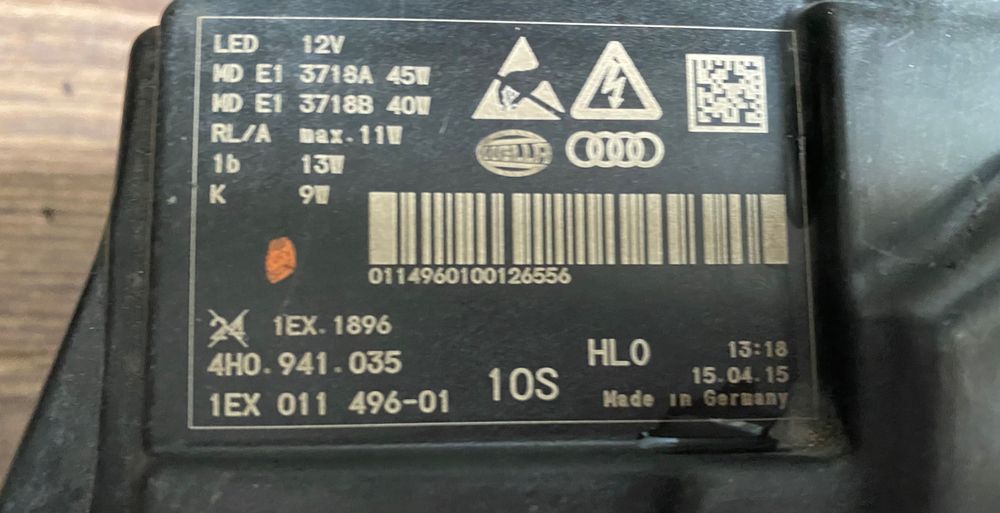 LED 12V
MD E1 3718A 45W
MD E1 3718B 40W
RL/A max.11W
1b 13W
K 9W
HELLA
0114960100126556
24 1EX.1896
4H0.941.035
1EX 011 496-01
10S
HL0
13:18
15.04.15
Made in Germany